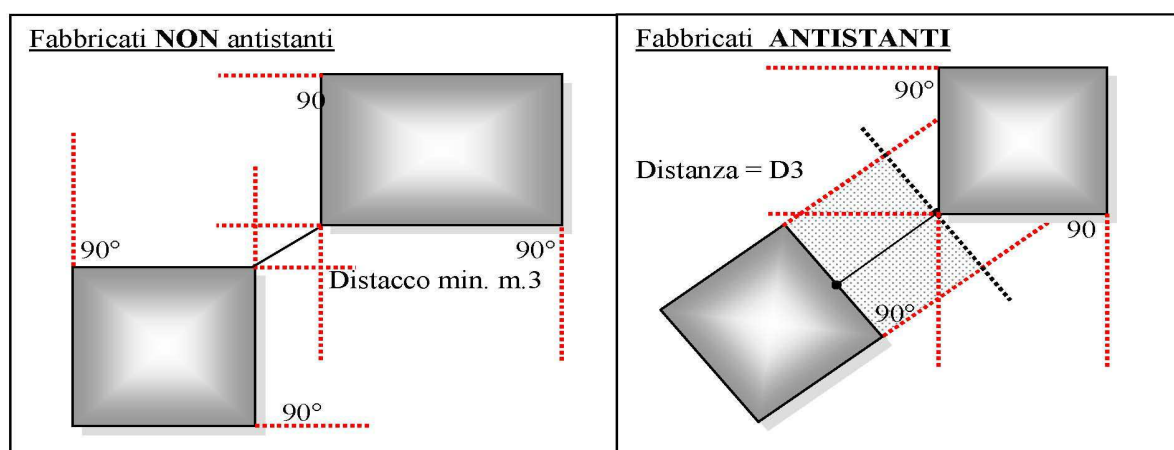 Fabbricati NON antistanti
90
90°
90°
Distacco min. m.3
90°
Fabbricati ANTISTANTI
90°
Distanza = D3
90
90°